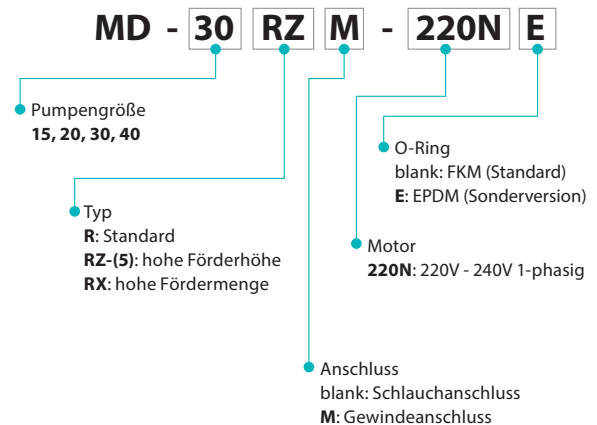 MD - 30 RZ M - 220N E
Pumpengröße
15, 20, 30, 40
O-Ring
blank: FKM (Standard)
E: EPDM (Sonderversion)
Typ
R: Standard
RZ-(5): hohe Förderhöhe
RX: hohe Fördermenge
Motor
220N: 220V - 240V 1-phasig
Anschluss
blank: Schlauchanschluss
M: Gewindeanschluss